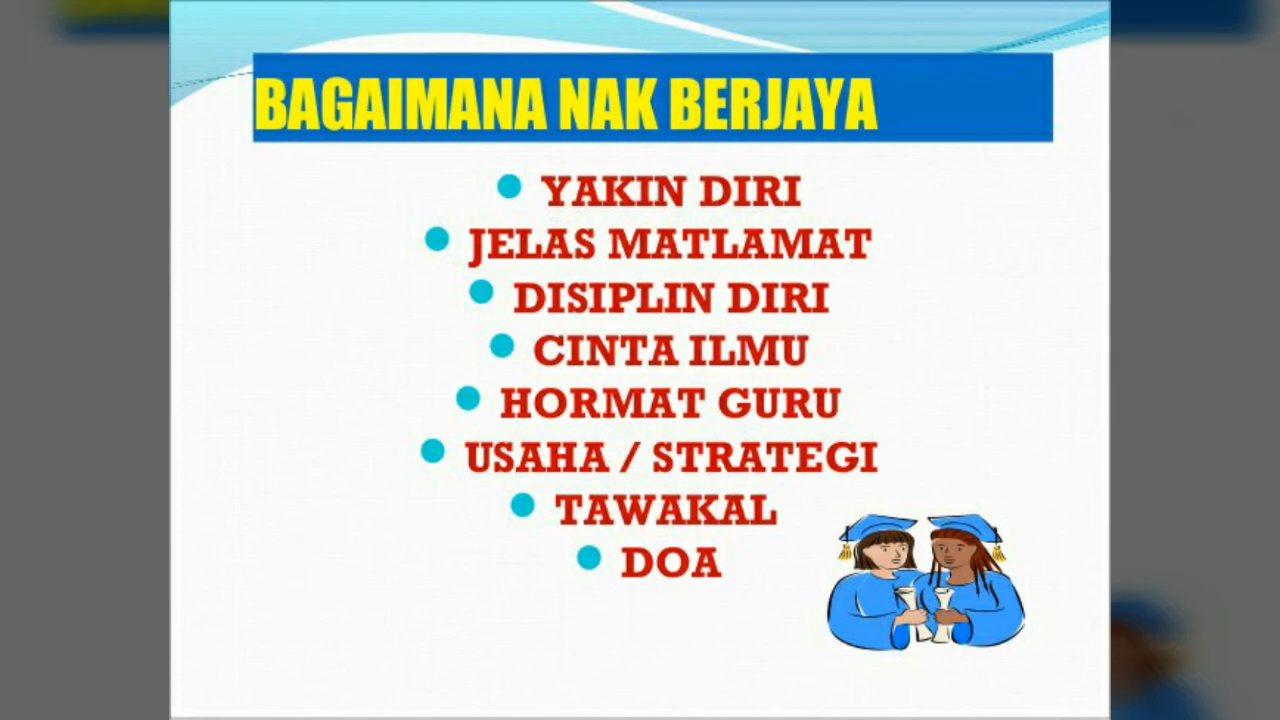 BAGAIMANA NAK BERJAYA
YAKIN DIRI
JELAS MATLAMAT
DISIPLIN DIRI
CINTA ILMU
HORMAT GURU
USAHA / STRATEGI
TAWAKAL
DOA